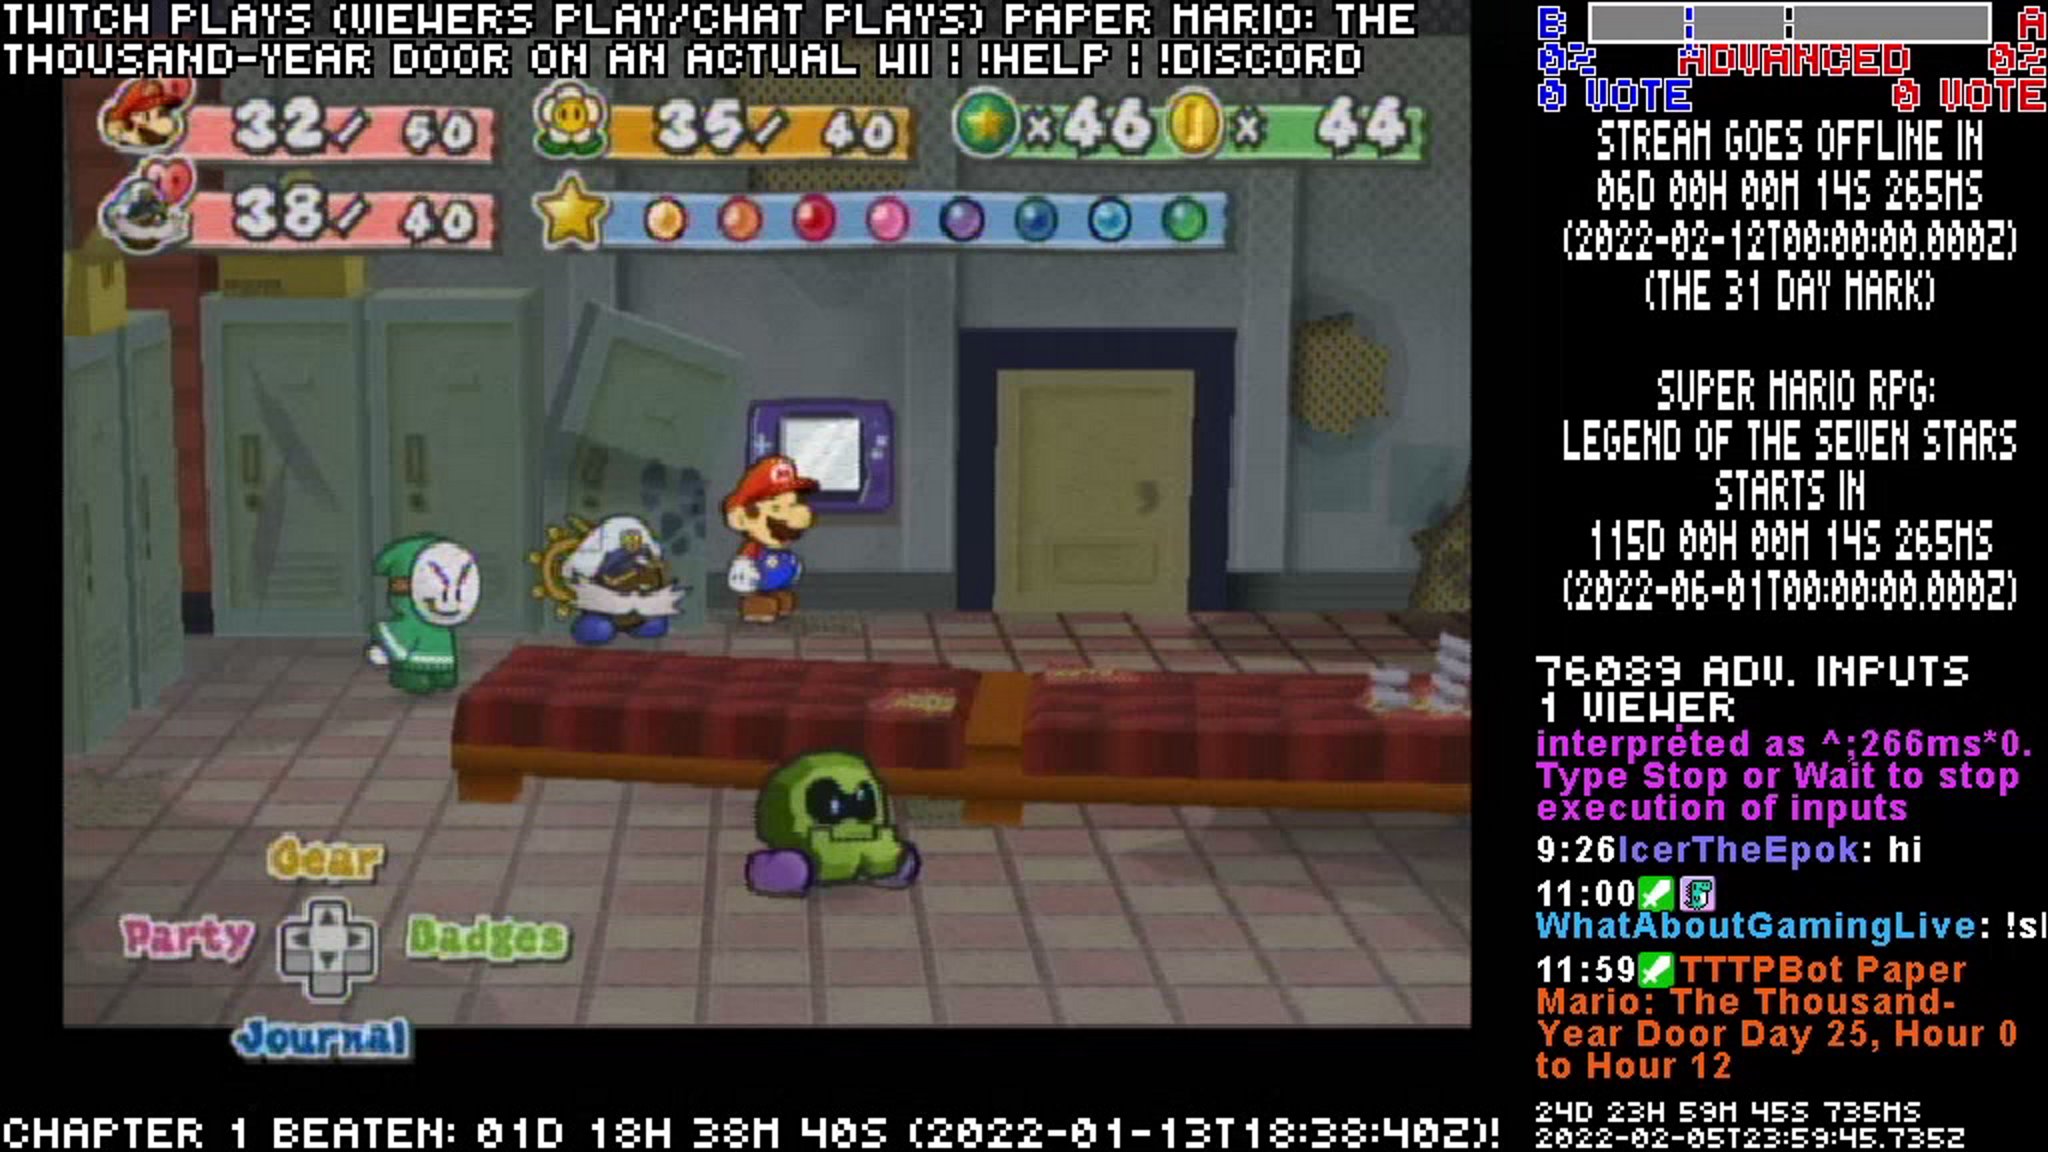 TWITCH PLAYS (VIEWERS PLAY/CHAT PLAYS) PAPER MARIO: THE
THOUSAND-YEAR DOOR ON AN ACTUAL WII | !HELP | !DISCORD
32/ 50
35/ 40
×46
× 44
38/ 40
Gear
Party
Badges
Journal
CHAPTER 1 BEATEN: 01D 18H 38M 40S (2022-01-13T18:38:40Z)!
B
A
0%
ADVANCED
0%
0 VOTE
0 VOTE
STREAM GOES OFFLINE IN
06D 00H 00M 14S 265MS
(2022-02-12T00:00:00.000Z)
(THE 31 DAY MARK)
SUPER MARIO RPG:
LEGEND OF THE SEVEN STARS
STARTS IN
115D 00H 00M 14S 265MS
(2022-06-01T00:00:00.000Z)
76089 ADV. INPUTS
1 VIEWER
interpreted as ^;266ms*0.
Type Stop or Wait to stop
execution of inputs
9:26 IcerTheEpok: hi
11:00
WhatAboutGamingLive: !sl
11:59 TTTPBot Paper
Mario: The Thousand-
Year Door Day 25, Hour 0
to Hour 12
24D 23H 59M 45S 735MS
2022-02-05T23:59:45.735Z